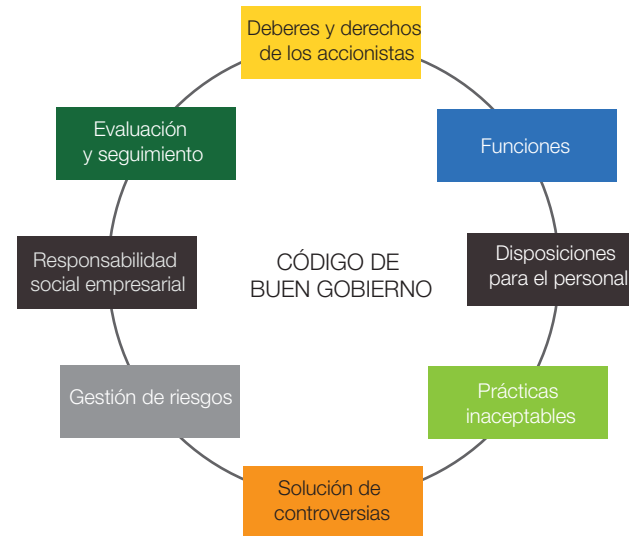 Deberes y derechos
de los accionistas
Funciones
Disposiciones
para el personal
Prácticas
inaceptables
Solución de
controversias
Gestión de riesgos
Responsabilidad
social empresarial
Evaluación
y seguimiento
CÓDIGO DE
BUEN GOBIERNO